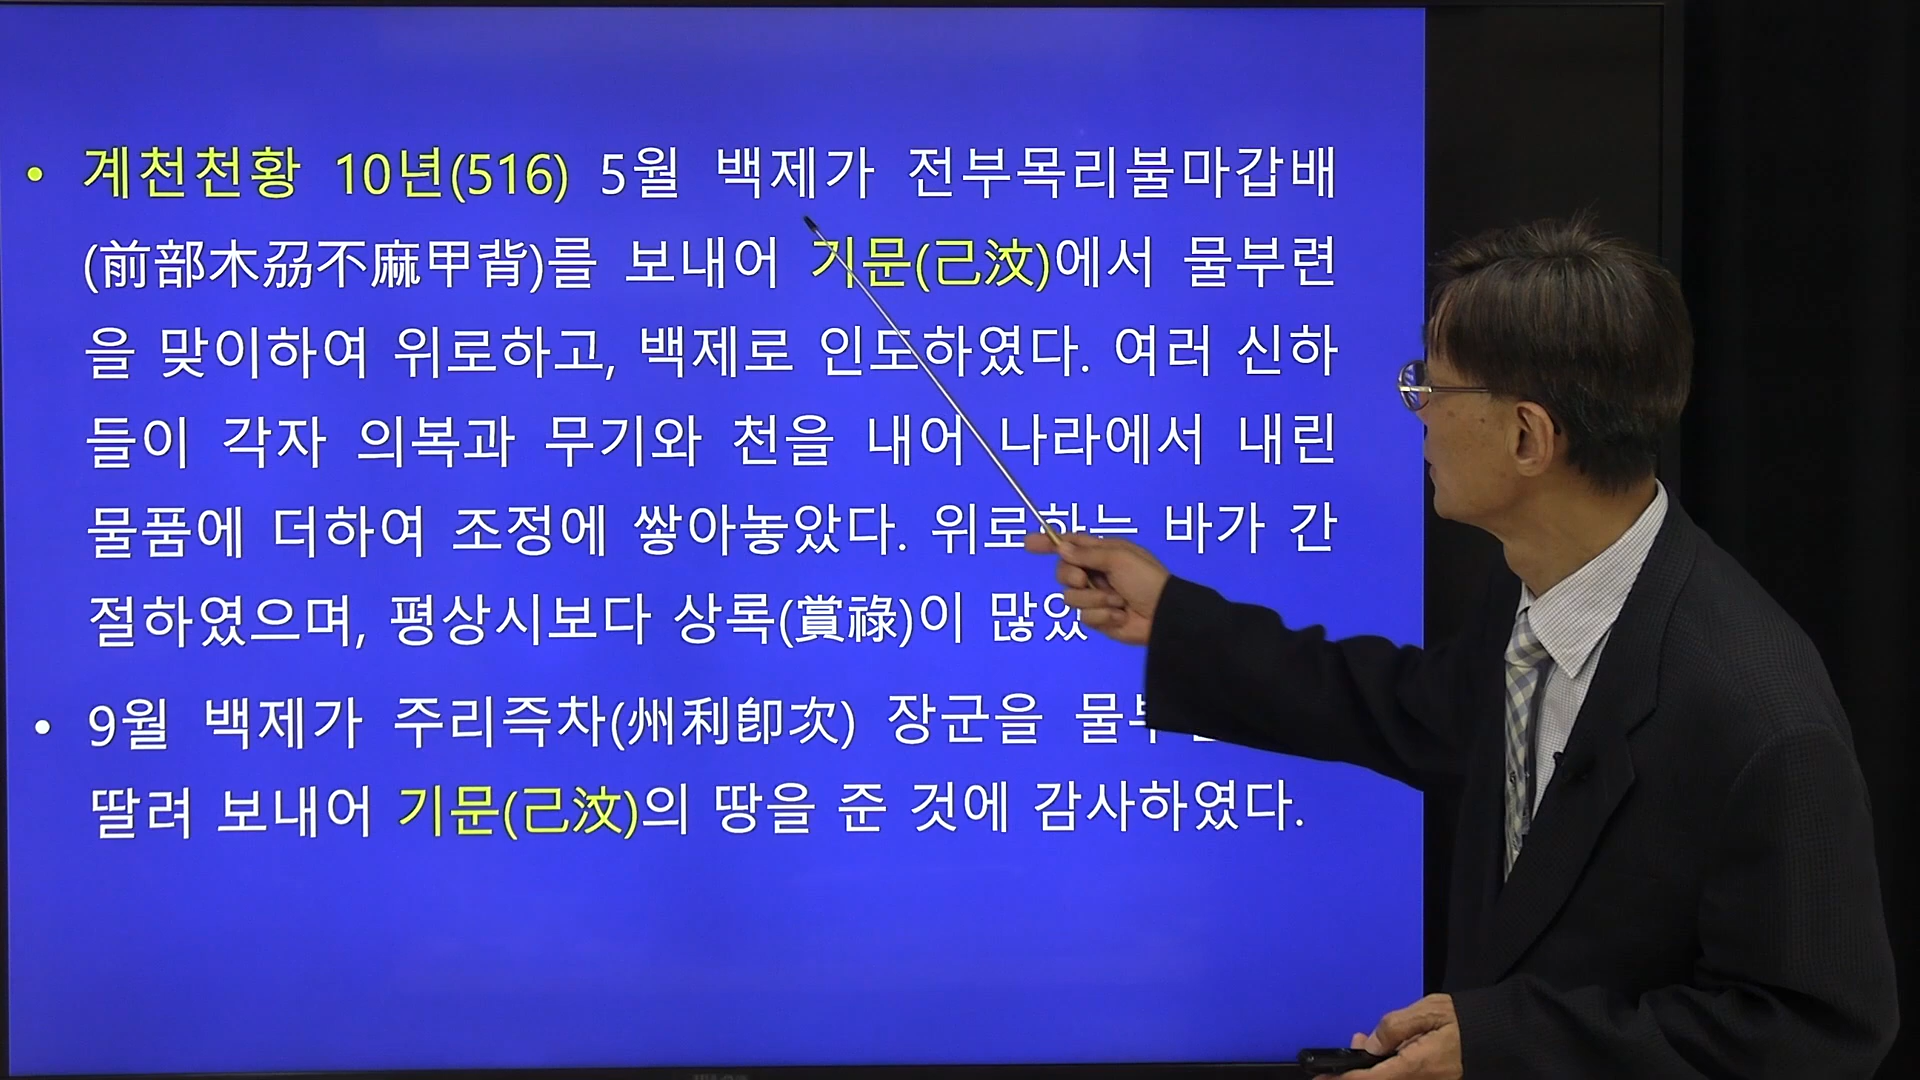 • 계천천황 10년(516) 5월 백제가 전부목리불마갑배
(前部木刕不麻甲背)를 보내어 기문(己汶)에서 물부련
을 맞이하여 위로하고, 백제로 인도하였다. 여러 신하
들이 각자 의복과 무기와 천을 내어 나라에서 내린
물품에 더하여 조정에 쌓아놓았다. 위로하는 바가 간
절하였으며, 평상시보다 상록(賞祿)이 많았
• 9월 백제가 주리즉차(州利卽次) 장군을
딸려 보내어 기문(己汶)의 땅을 준 것에 감사하였다.